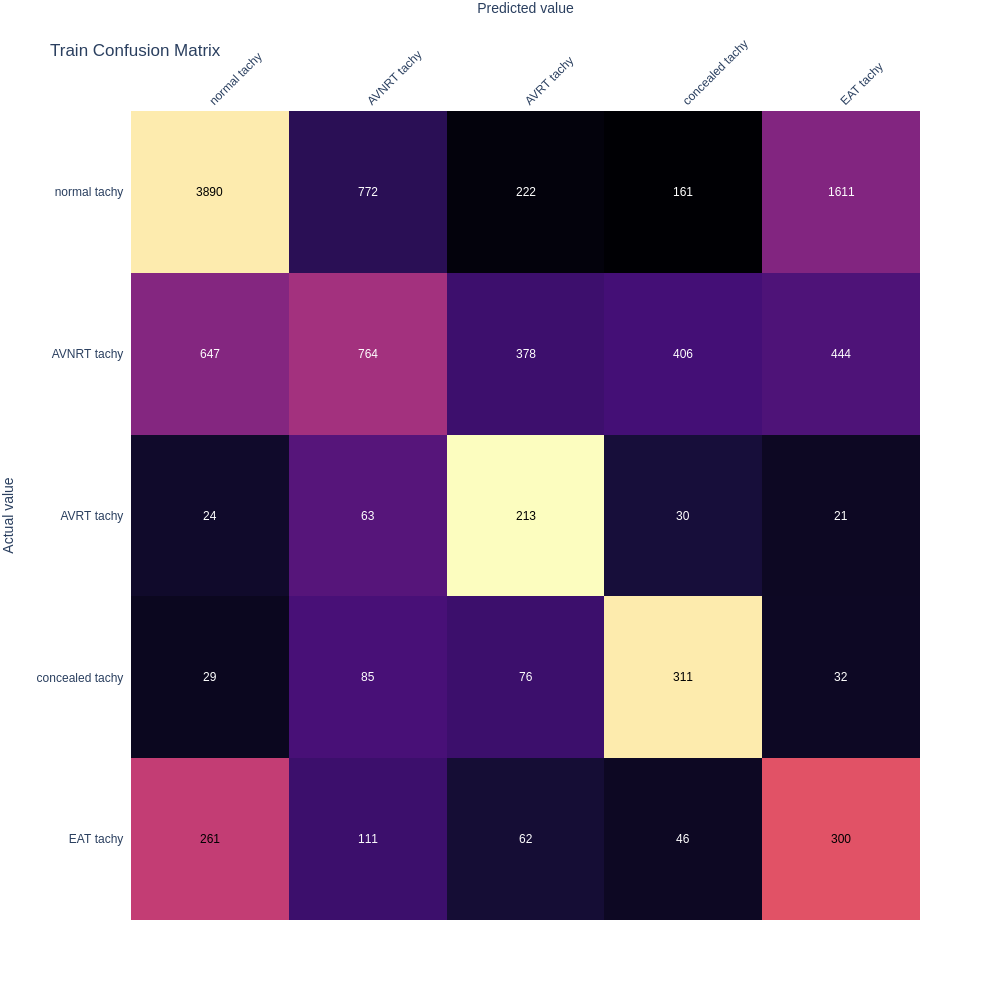 Predicted value
Train Confusion Matrix
normal tachy AVNRT tachy AVRT tachy concealed tachy EAT tachy
normal tachy 3890 772 222 161 1611
AVNRT tachy 647 764 378 406 444
Actual value
AVRT tachy 24 63 213 30 21
concealed tachy 29 85 76 311 32
EAT tachy 261 111 62 46 300